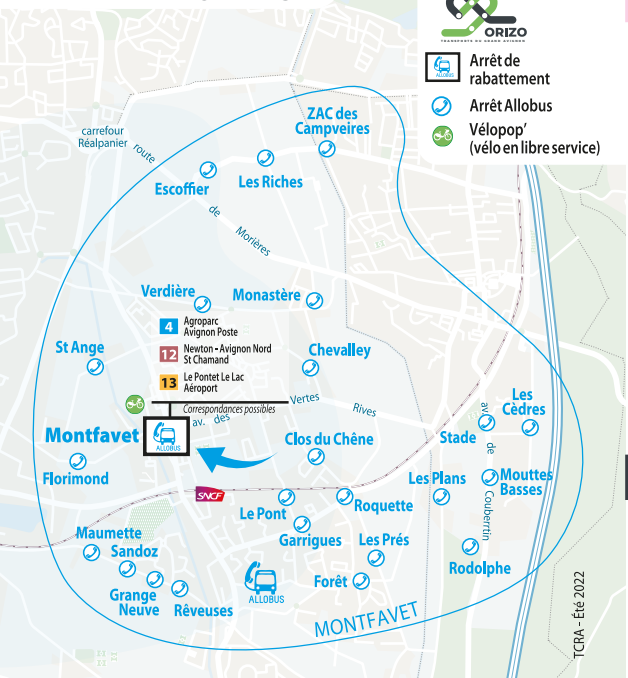 ORIZO
TRANSPORTS DU GRAND AVIGNON
ALLOBUS
Arrêt de
rabattement
Arrêt Allobus
Vélopop’
(vélo en libre service)
carrefour
Réalpanier
route
de
Morières
ZAC des
Campveires
Escoffier
Les Riches
Verdière
Monastère
4 Agroparc
Avignon Poste
12 Newton - Avignon Nord
St Chamand
13 Le Pontet Le Lac
Aéroport
Correspondances possibles
St Ange
Chevalley
av. des
Vertes
Rives
Montfavet
ALLOBUS
Clos du Chêne
Florimond
Stade
Les
Cèdres
av. de
Couberrtin
Les Plans
Mouttes
Basses
SNCF
Le Pont
Roquette
Garrigues
Les Prés
Maumette
Sandoz
Grange
Neuve
Rêveuses
ALLOBUS
Forêt
Rodolphe
MONTFAVET
TCRA - Été 2022